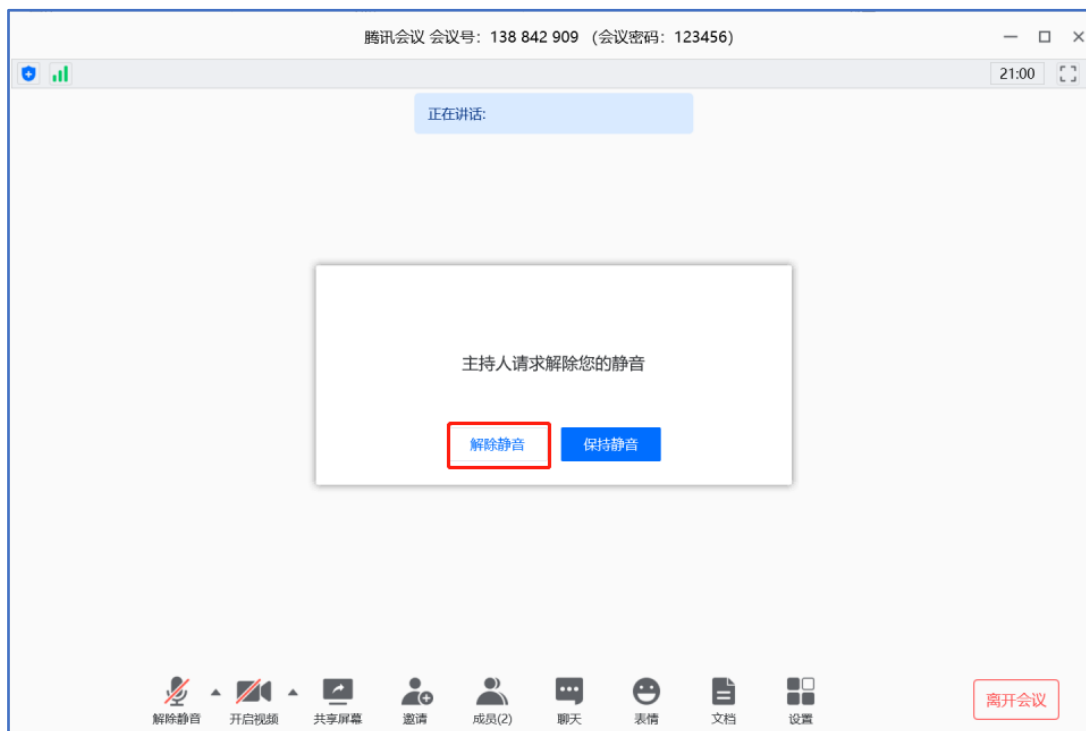 腾讯会议 会议号：138 842 909 （会议密码：123456）
21:00
正在讲话:
主持人请求解除您的静音
解除静音 保持静音
解除静音 开启视频 共享屏幕 邀请 成员(2) 聊天 表情 文档 设置 离开会议